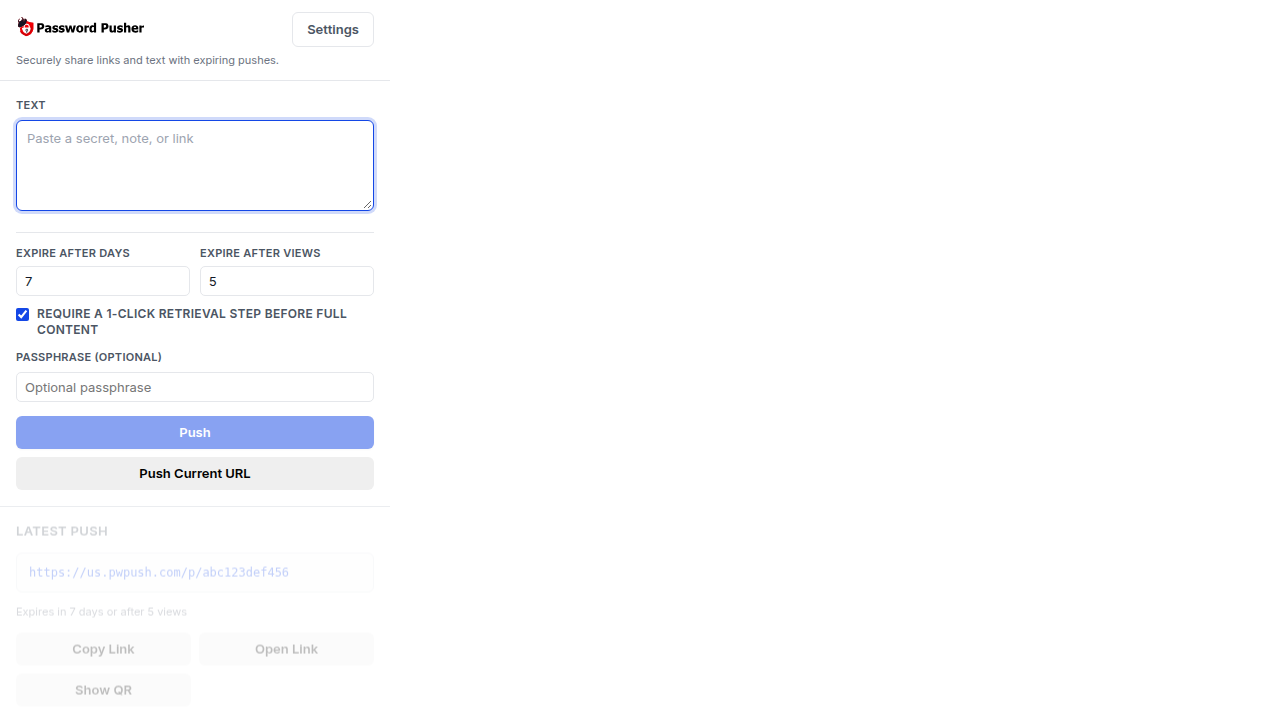 Password Pusher
Settings
Securely share links and text with expiring pushes.
TEXT
Paste a secret, note, or link
EXPIRE AFTER DAYS
EXPIRE AFTER VIEWS
7
5
REQUIRE A 1-CLICK RETRIEVAL STEP BEFORE FULL
CONTENT
PASSPHRASE (OPTIONAL)
Optional passphrase
Push
Push Current URL
LATEST PUSH
https://us.pwpush.com/p/abc123def456
Expires in 7 days or after 5 views
Copy Link
Open Link
Show QR